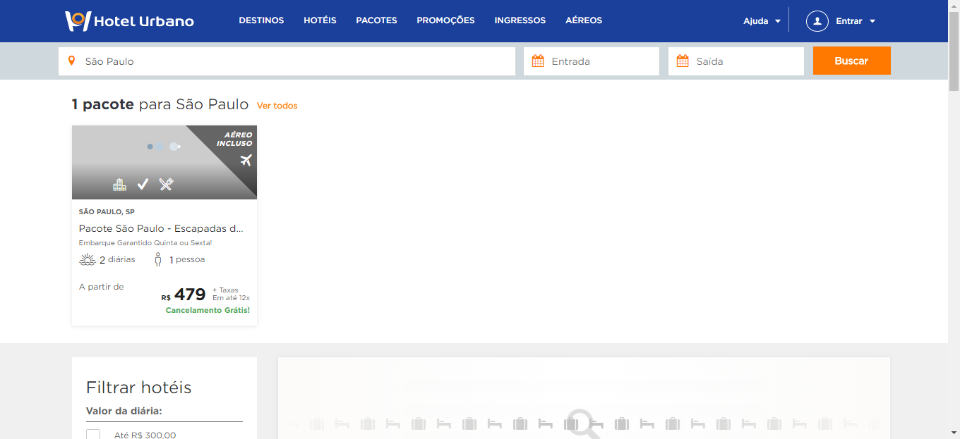 Hotel Urbano
DESTINOS HOTÉIS PACOTES PROMOÇÕES INGRESSOS AÉREOS
Ajuda Entrar
São Paulo
Entrada
Saída
Buscar
1 pacote para São Paulo Ver todos
AÉREO
INCLUSO
SÃO PAULO, SP
Pacote São Paulo - Escapadas d...
Embarque Garantido Quinta ou Sexta!
2 diárias 1 pessoa
A partir de
R$ 479
+ Taxas
Em até 12x
Cancelamento Grátis!
Filtrar hotéis
Valor da diária:
Até R$ 300,00